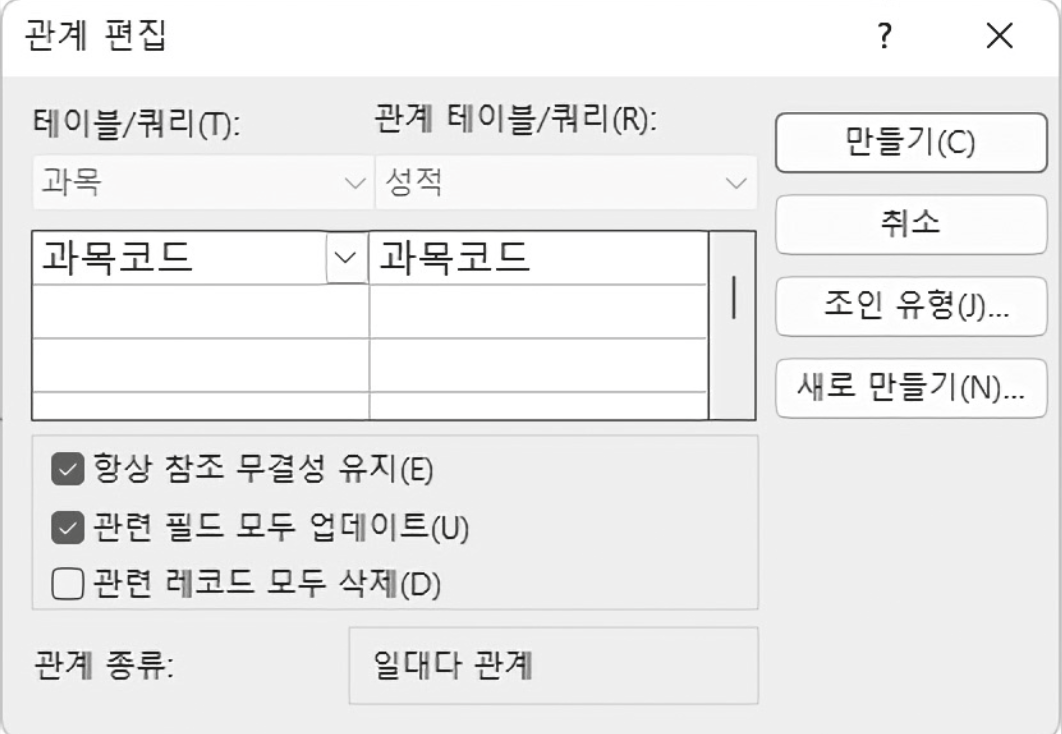 관계 편집 ?
테이블/쿼리(T): 관계 테이블/쿼리(R):
과목 성적
과목코드 과목코드
만들기(C)
취소
조인 유형(J)...
새로 만들기(N)...
항상 참조 무결성 유지(E)
관련 필드 모두 업데이트(U)
관련 레코드 모두 삭제(D)
관계 종류: 일대다 관계